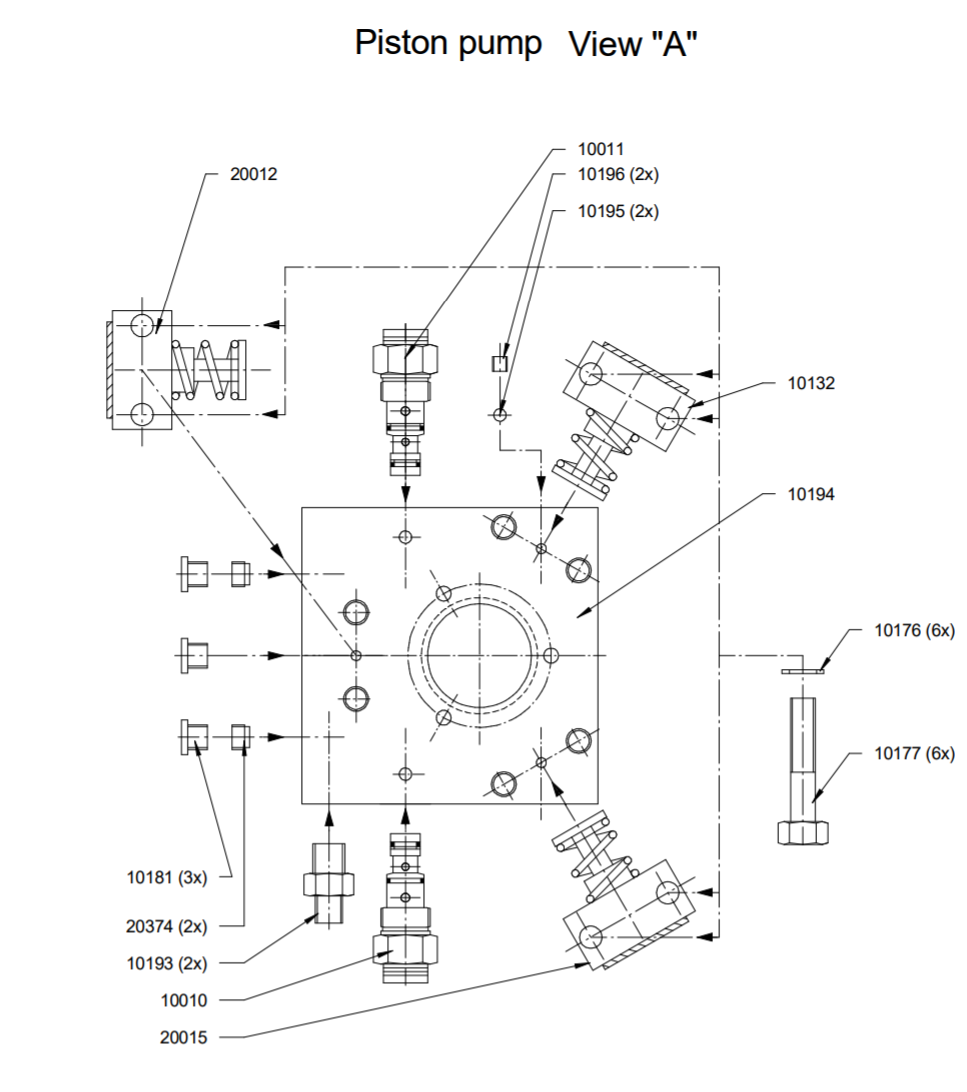 Piston pump View "A"
10011
20012
10196 (2x)
10195 (2x)
10132
10194
10176 (6x)
10177 (6x)
10181 (3x)
20374 (2x)
10193 (2x)
10010
20015